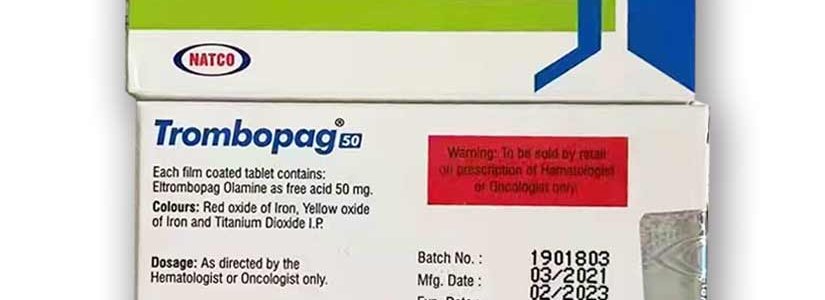 NATCO
Trombopag® 50
Each film coated tablet contains:
Eltrombopag Olamine as free acid 50 mg.
Colours: Red oxide of Iron, Yellow oxide
of Iron and Titanium Dioxide I.P.
Dosage: As directed by the
Hematologist or Oncologist only.
Warning: To be sold by retail
on prescription of Hematologist
or Oncologist only.
Batch No. : 1901803
Mfg. Date : 03/2021
02/2023